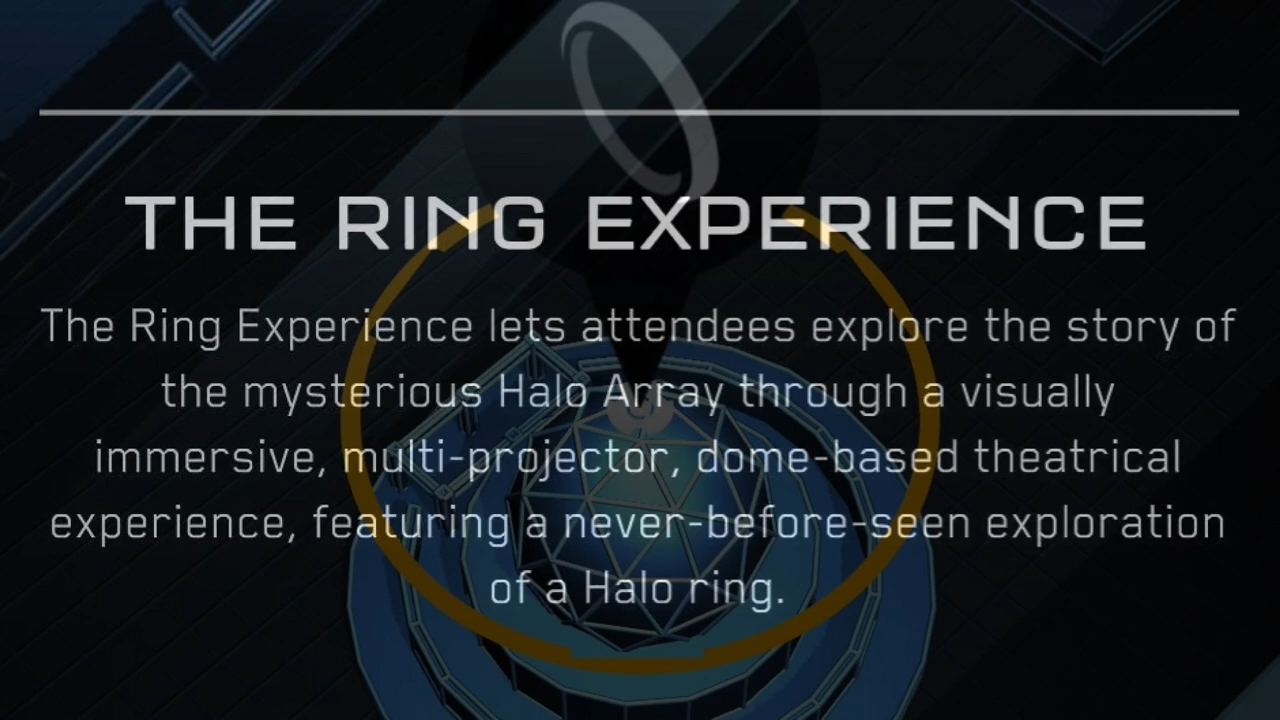 THE RING EXPERIENCE
The Ring Experience lets attendees explore the story of
the mysterious Halo Array through a visually
immersive, multi-projector, dome-based theatrical
experience, featuring a never-before-seen exploration
of a Halo ring.